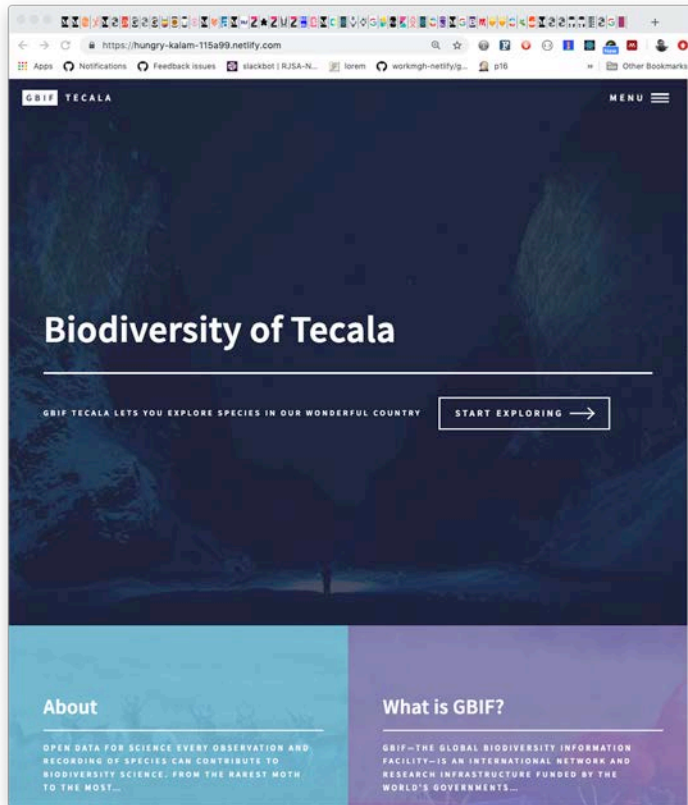 https://hungry-kalam-115a99.netlify.com
Apps Notifications Feedback issues slackbot | RJSA-N... lorem workmgh-netlify/g... p16 » Other Bookmarks
GBIF TECALA MENU
Biodiversity of Tecala
GBIF TECALA LETS YOU EXPLORE SPECIES IN OUR WONDERFUL COUNTRY START EXPLORING
About
OPEN DATA FOR SCIENCE EVERY OBSERVATION AND
RECORDING OF SPECIES CAN CONTRIBUTE TO
BIODIVERSITY SCIENCE. FROM THE RAREST MOTH
TO THE MOST...
What is GBIF?
GBIF—THE GLOBAL BIODIVERSITY INFORMATION
FACILITY—IS AN INTERNATIONAL NETWORK AND
RESEARCH INFRASTRUCTURE FUNDED BY THE
WORLD'S GOVERNMENTS...